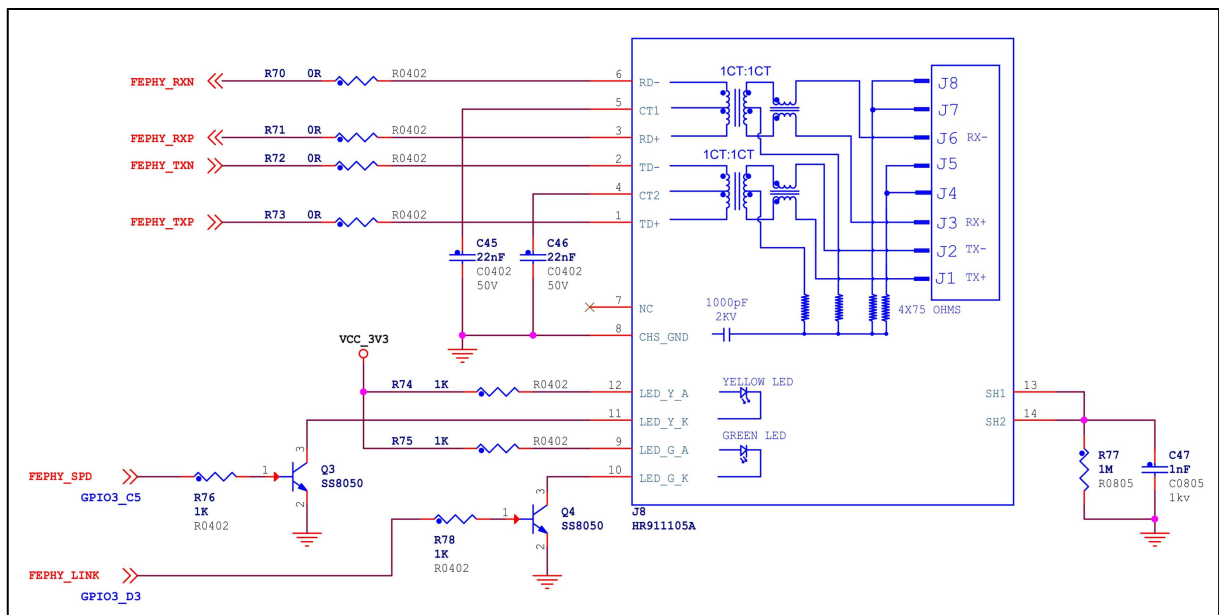 FEPHY_RXN R70 0R R0402 6 RD- 1CT:1CT J8
5 CT1 J7
FEPHY_RXP R71 0R R0402 3 RD+ J6 RX-
FEPHY_TXN R72 0R R0402 2 TD- 1CT:1CT J5
4 CT2 J4
FEPHY_TXP R73 0R R0402 1 TD+ J3 RX+
J2 TX-
J1 TX+
C45 C46
22nF 22nF
C0402 C0402
50V 50V
7 NC 1000pF 4X75 OHMS
2KV
8 CHS_GND
VCC_3V3
R74 1K R0402 12 LED_Y_A YELLOW LED SH1 13
11 LED_Y_K SH2 14
R75 1K R0402 9 LED_G_A GREEN LED
10 LED_G_K
R77 C47
1M 1nF
R0805 C0805
1kv
FEPHY_SPD 1 3 Q3
GPIO3_C5 SS8050
R76 2
1K
R0402
J8
HR911105A
1 3 Q4
SS8050
R78 2
1K
R0402
FEPHY_LINK
GPIO3_D3